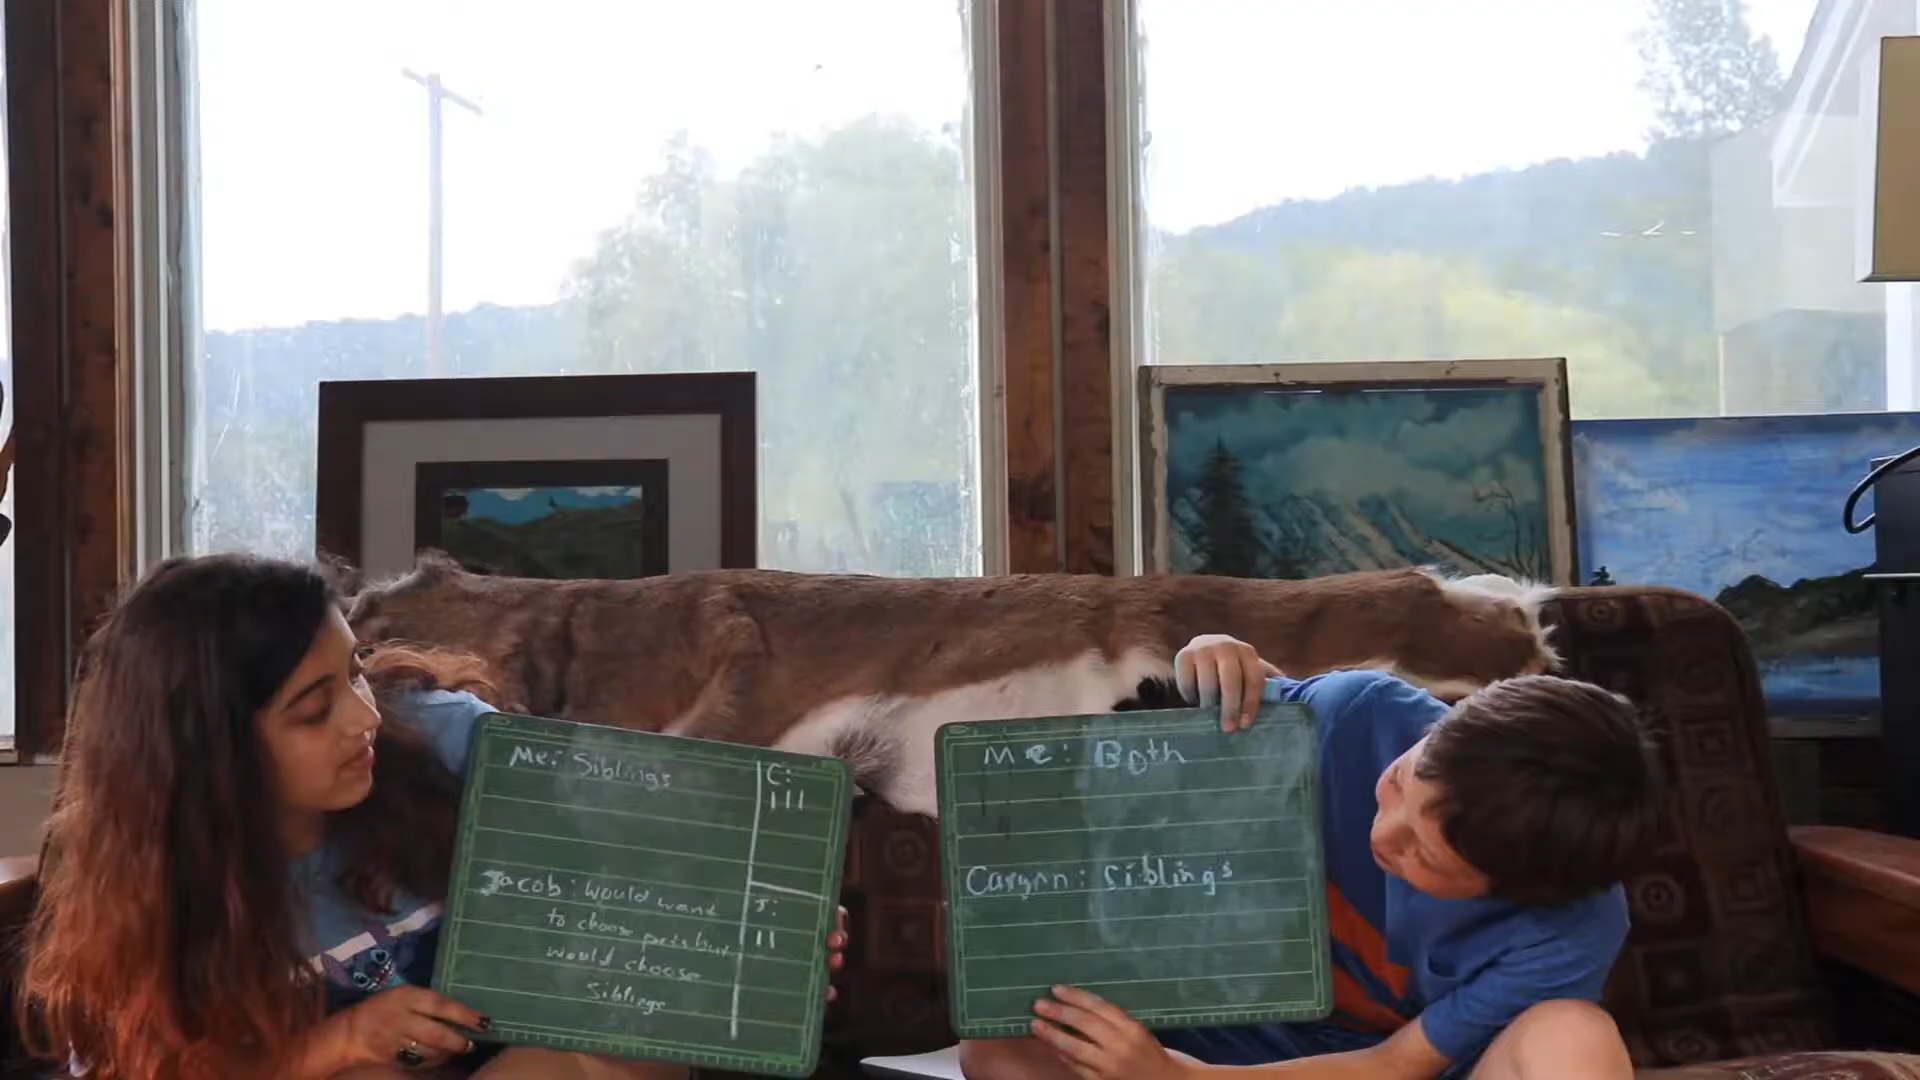 Me: Siblings
C:
III
Jacob: would want
to choose pets but
would choose
Siblings
J:
II
Me: Both
Caryn: Siblings